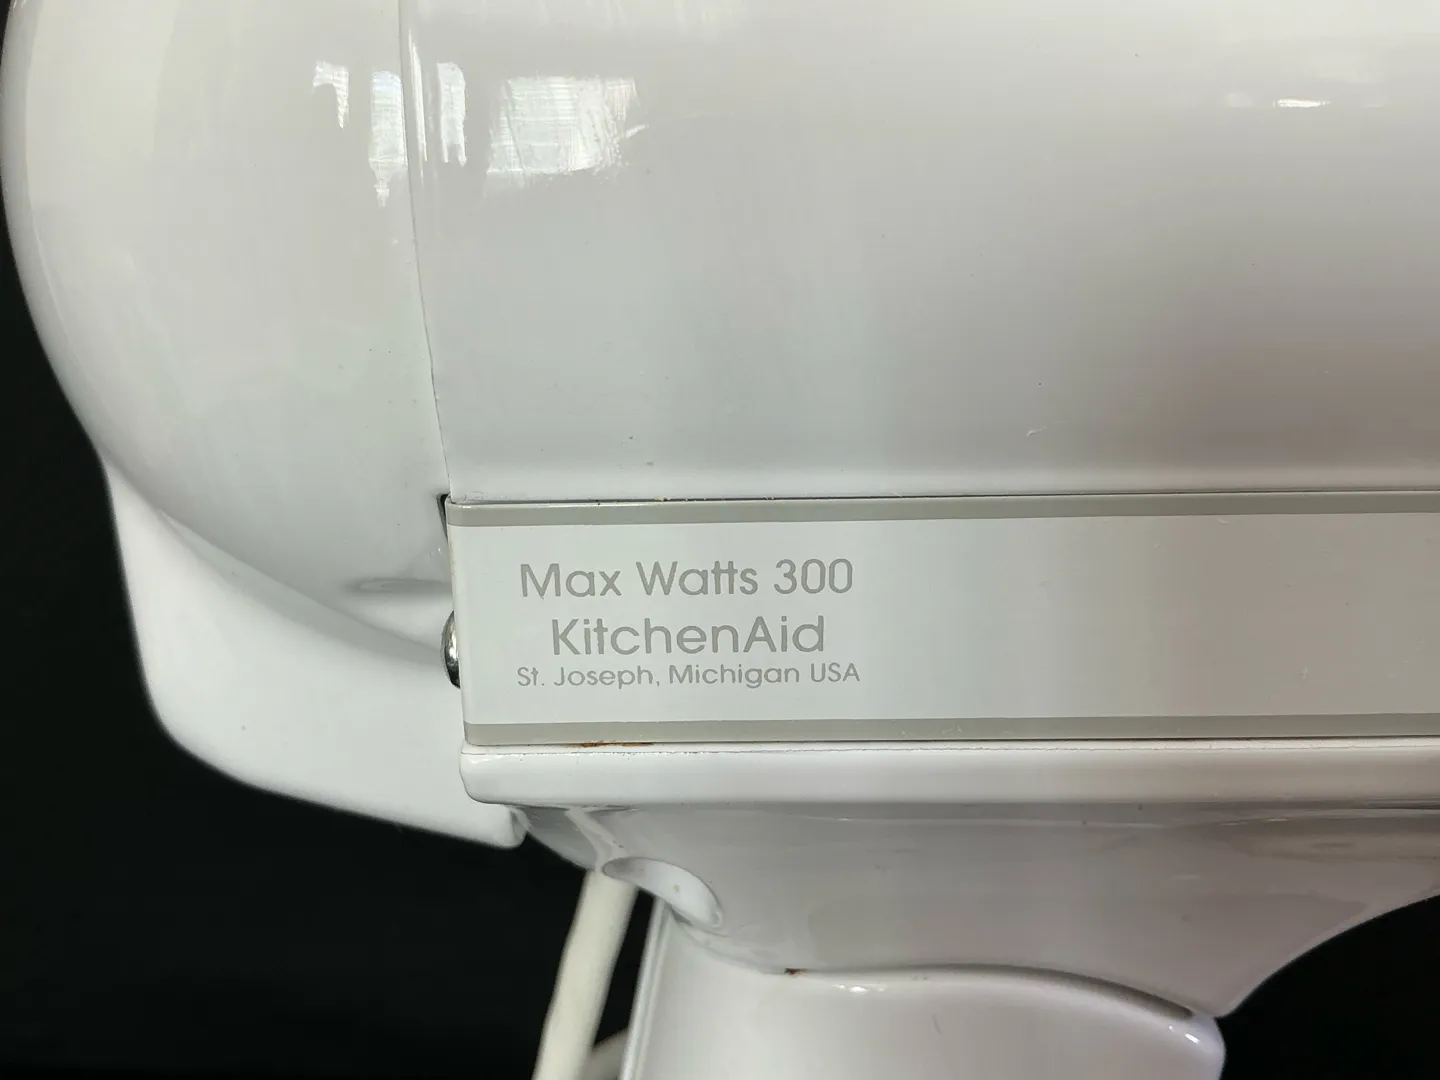 Max Watts 300
KitchenAid
St. Joseph, Michigan USA